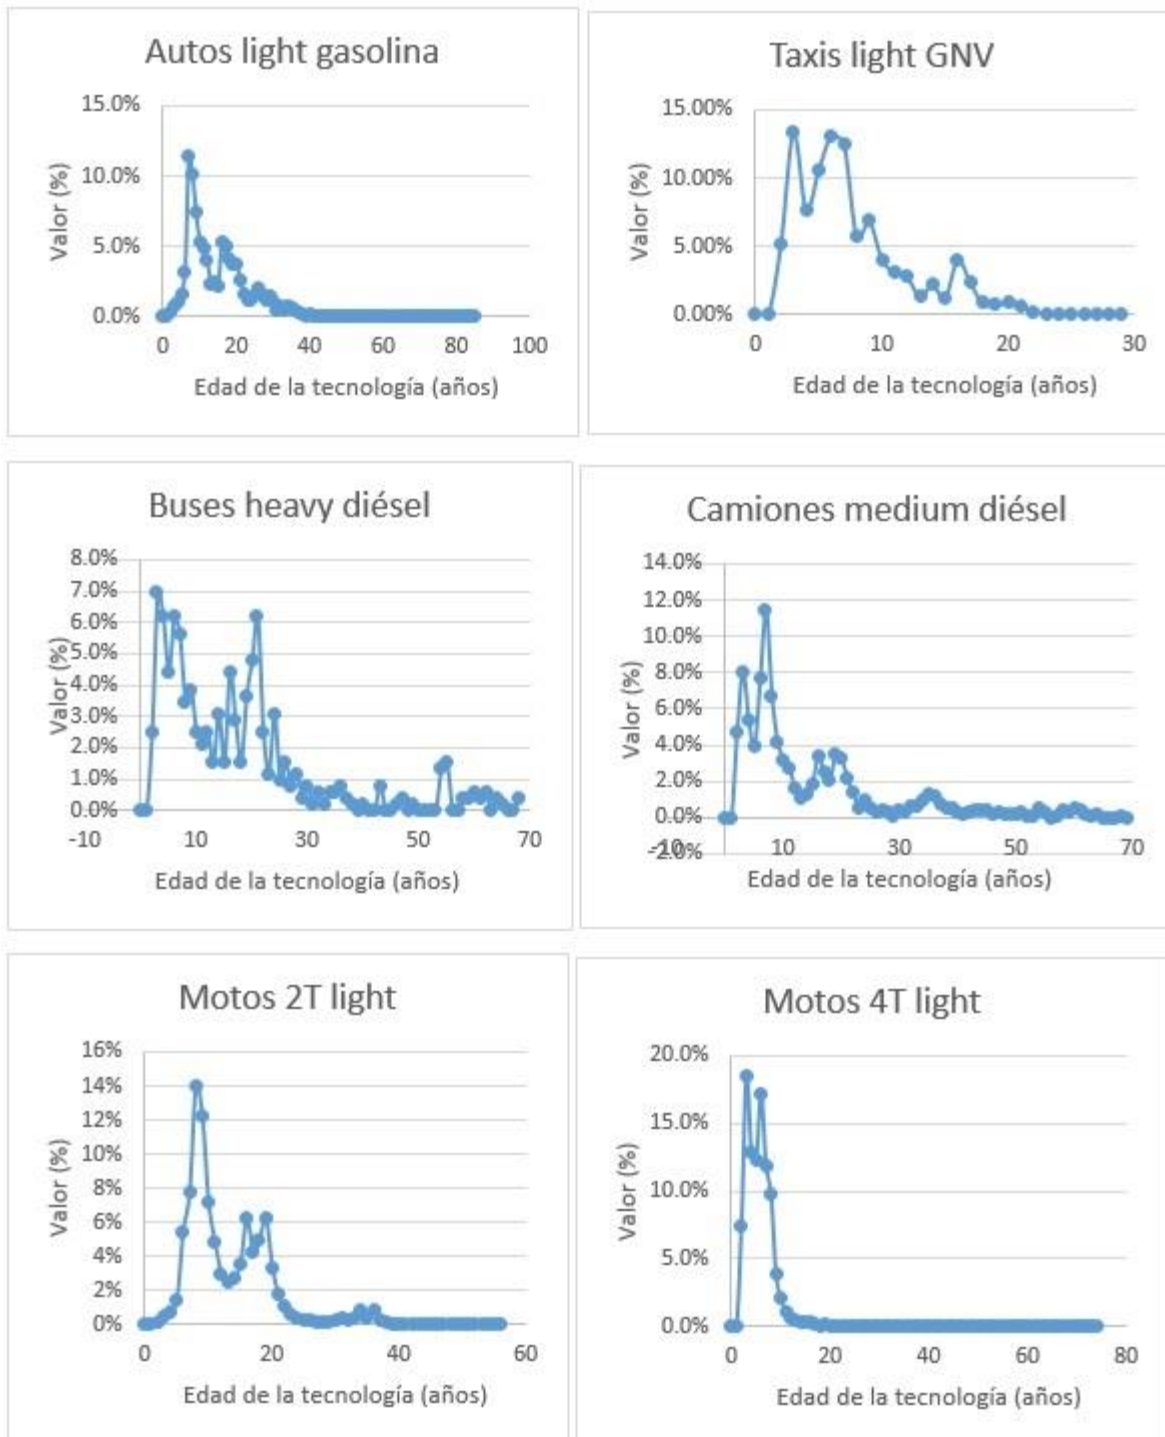 Autos light gasolina
15.0%
10.0%
5.0%
0.0%
Valor (%)
0 20 40 60 80 100
Edad de la tecnología (años)
Taxis light GNV
15.00%
10.00%
5.00%
0.00%
Valor (%)
0 10 20 30
Edad de la tecnología (años)
Buses heavy diésel
8.0%
7.0%
6.0%
5.0%
4.0%
3.0%
2.0%
1.0%
0.0%
Valor (%)
-10 10 30 50 70
Edad de la tecnología (años)
Camiones medium diésel
14.0%
12.0%
10.0%
8.0%
6.0%
4.0%
2.0%
0.0%
-2.0%
Valor (%)
-10 10 30 50 70
Edad de la tecnología (años)
Motos 2T light
16%
14%
12%
10%
8%
6%
4%
2%
0%
Valor (%)
0 20 40 60
Edad de la tecnología (años)
Motos 4T light
20.0%
15.0%
10.0%
5.0%
0.0%
Valor (%)
0 20 40 60 80
Edad de la tecnología (años)